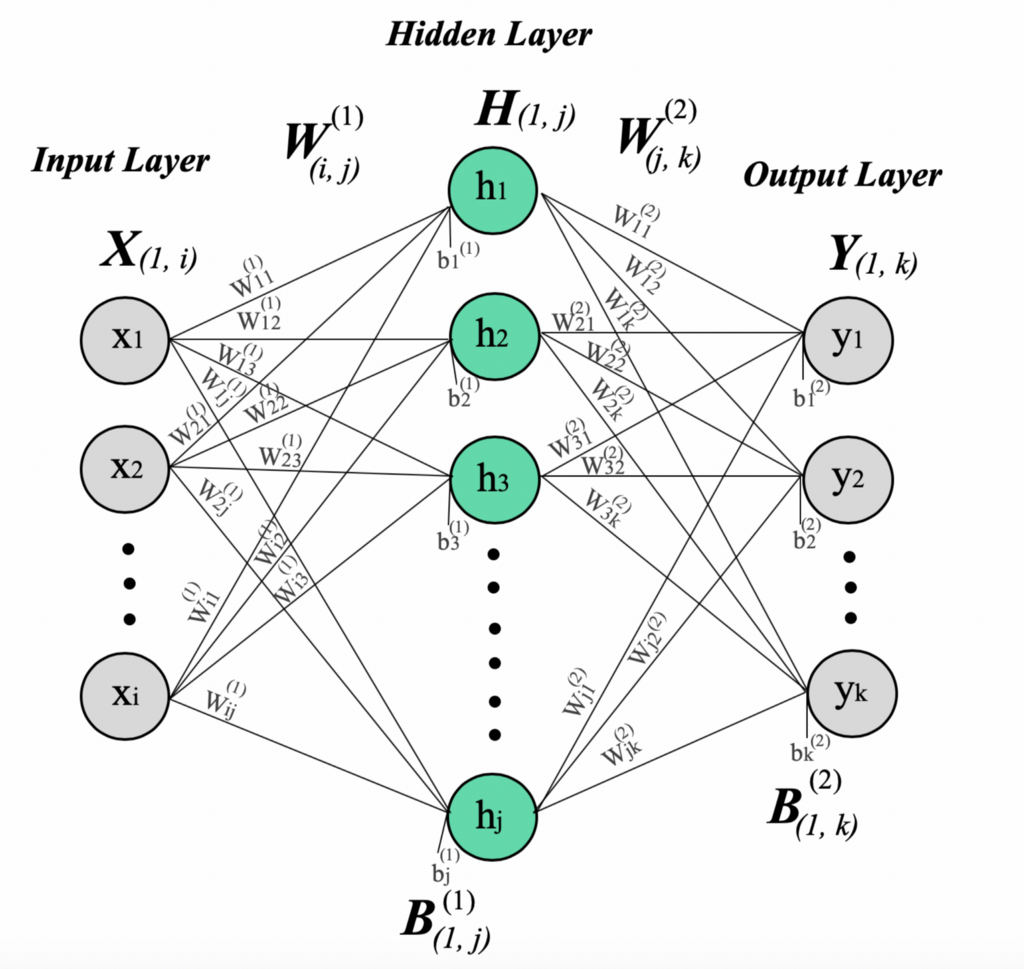 Hidden Layer
H(1, j)
W(i, j)^(1)
W(j, k)^(2)
Input Layer
Output Layer
X(1, i)
Y(1, k)
h1
b1^(1)
W11^(1)
W12^(1)
W13^(1)
W1j^(1)
x1
h2
b2^(1)
W21^(1)
W22^(1)
W23^(1)
W2j^(1)
x2
h3
b3^(1)
Wi1^(1)
Wi2^(1)
Wi3^(1)
Wij^(1)
xi
hj
bj^(1)
B(1, j)^(1)
W11^(2)
W12^(2)
W1k^(2)
W21^(2)
W22^(2)
W2k^(2)
W31^(2)
W32^(2)
W3k^(2)
Wj1^(2)
Wj2^(2)
Wjk^(2)
y1
b1^(2)
y2
b2^(2)
yk
bk^(2)
B(1, k)^(2)